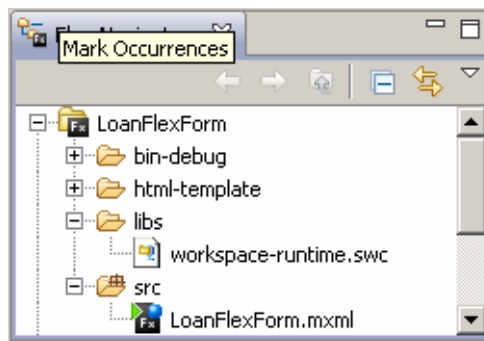 Mark Occurrences
LoanFlexForm
bin-debug
html-template
libs
workspace-runtime.swc
src
LoanFlexForm.mxml